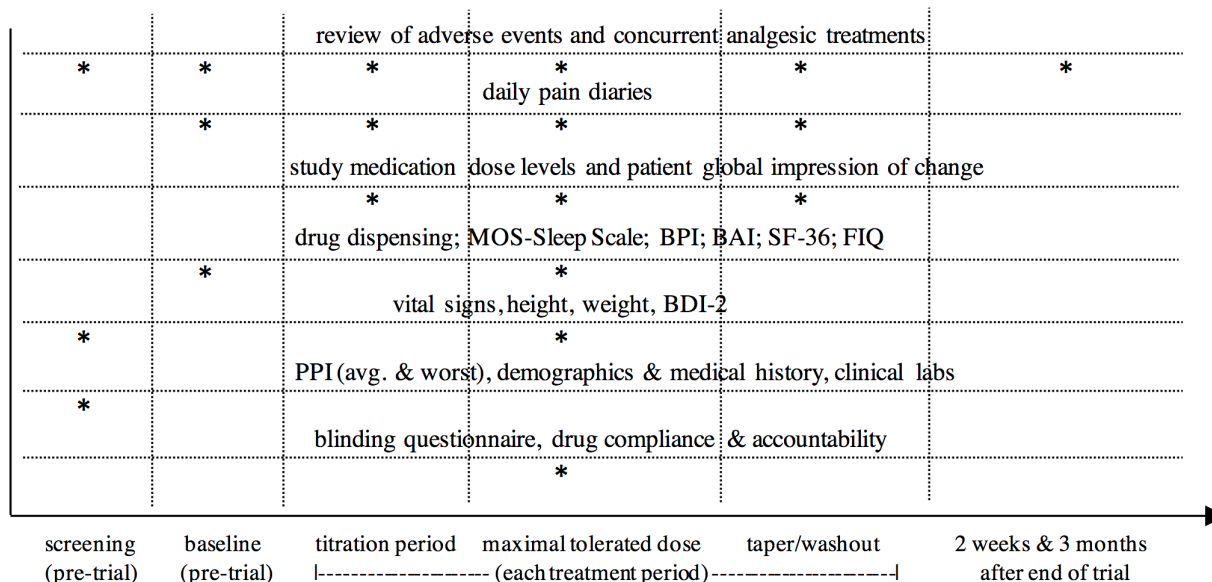 review of adverse events and concurrent analgesic treatments
* * * * * *
daily pain diaries
* * * *
study medication dose levels and patient global impression of change
* * *
drug dispensing; MOS-Sleep Scale; BPI; BAI; SF-36; FIQ
* *
vital signs, height, weight, BDI-2
* *
PPI (avg. & worst), demographics & medical history, clinical labs
*
blinding questionnaire, drug compliance & accountability
*
screening baseline titration period maximal tolerated dose taper/washout 2 weeks & 3 months
(pre-trial) (pre-trial) |--------------------- (each treatment period)----------------------| after end of trial